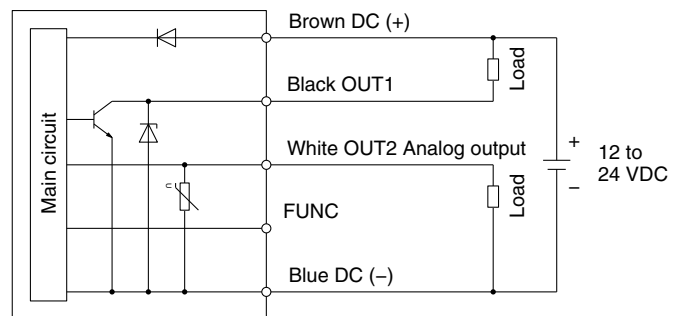 Brown DC (+)
Load
Black OUT1
Main circuit
White OUT2 Analog output
+
12 to
24 VDC
−
Load
U
FUNC
Blue DC (−)